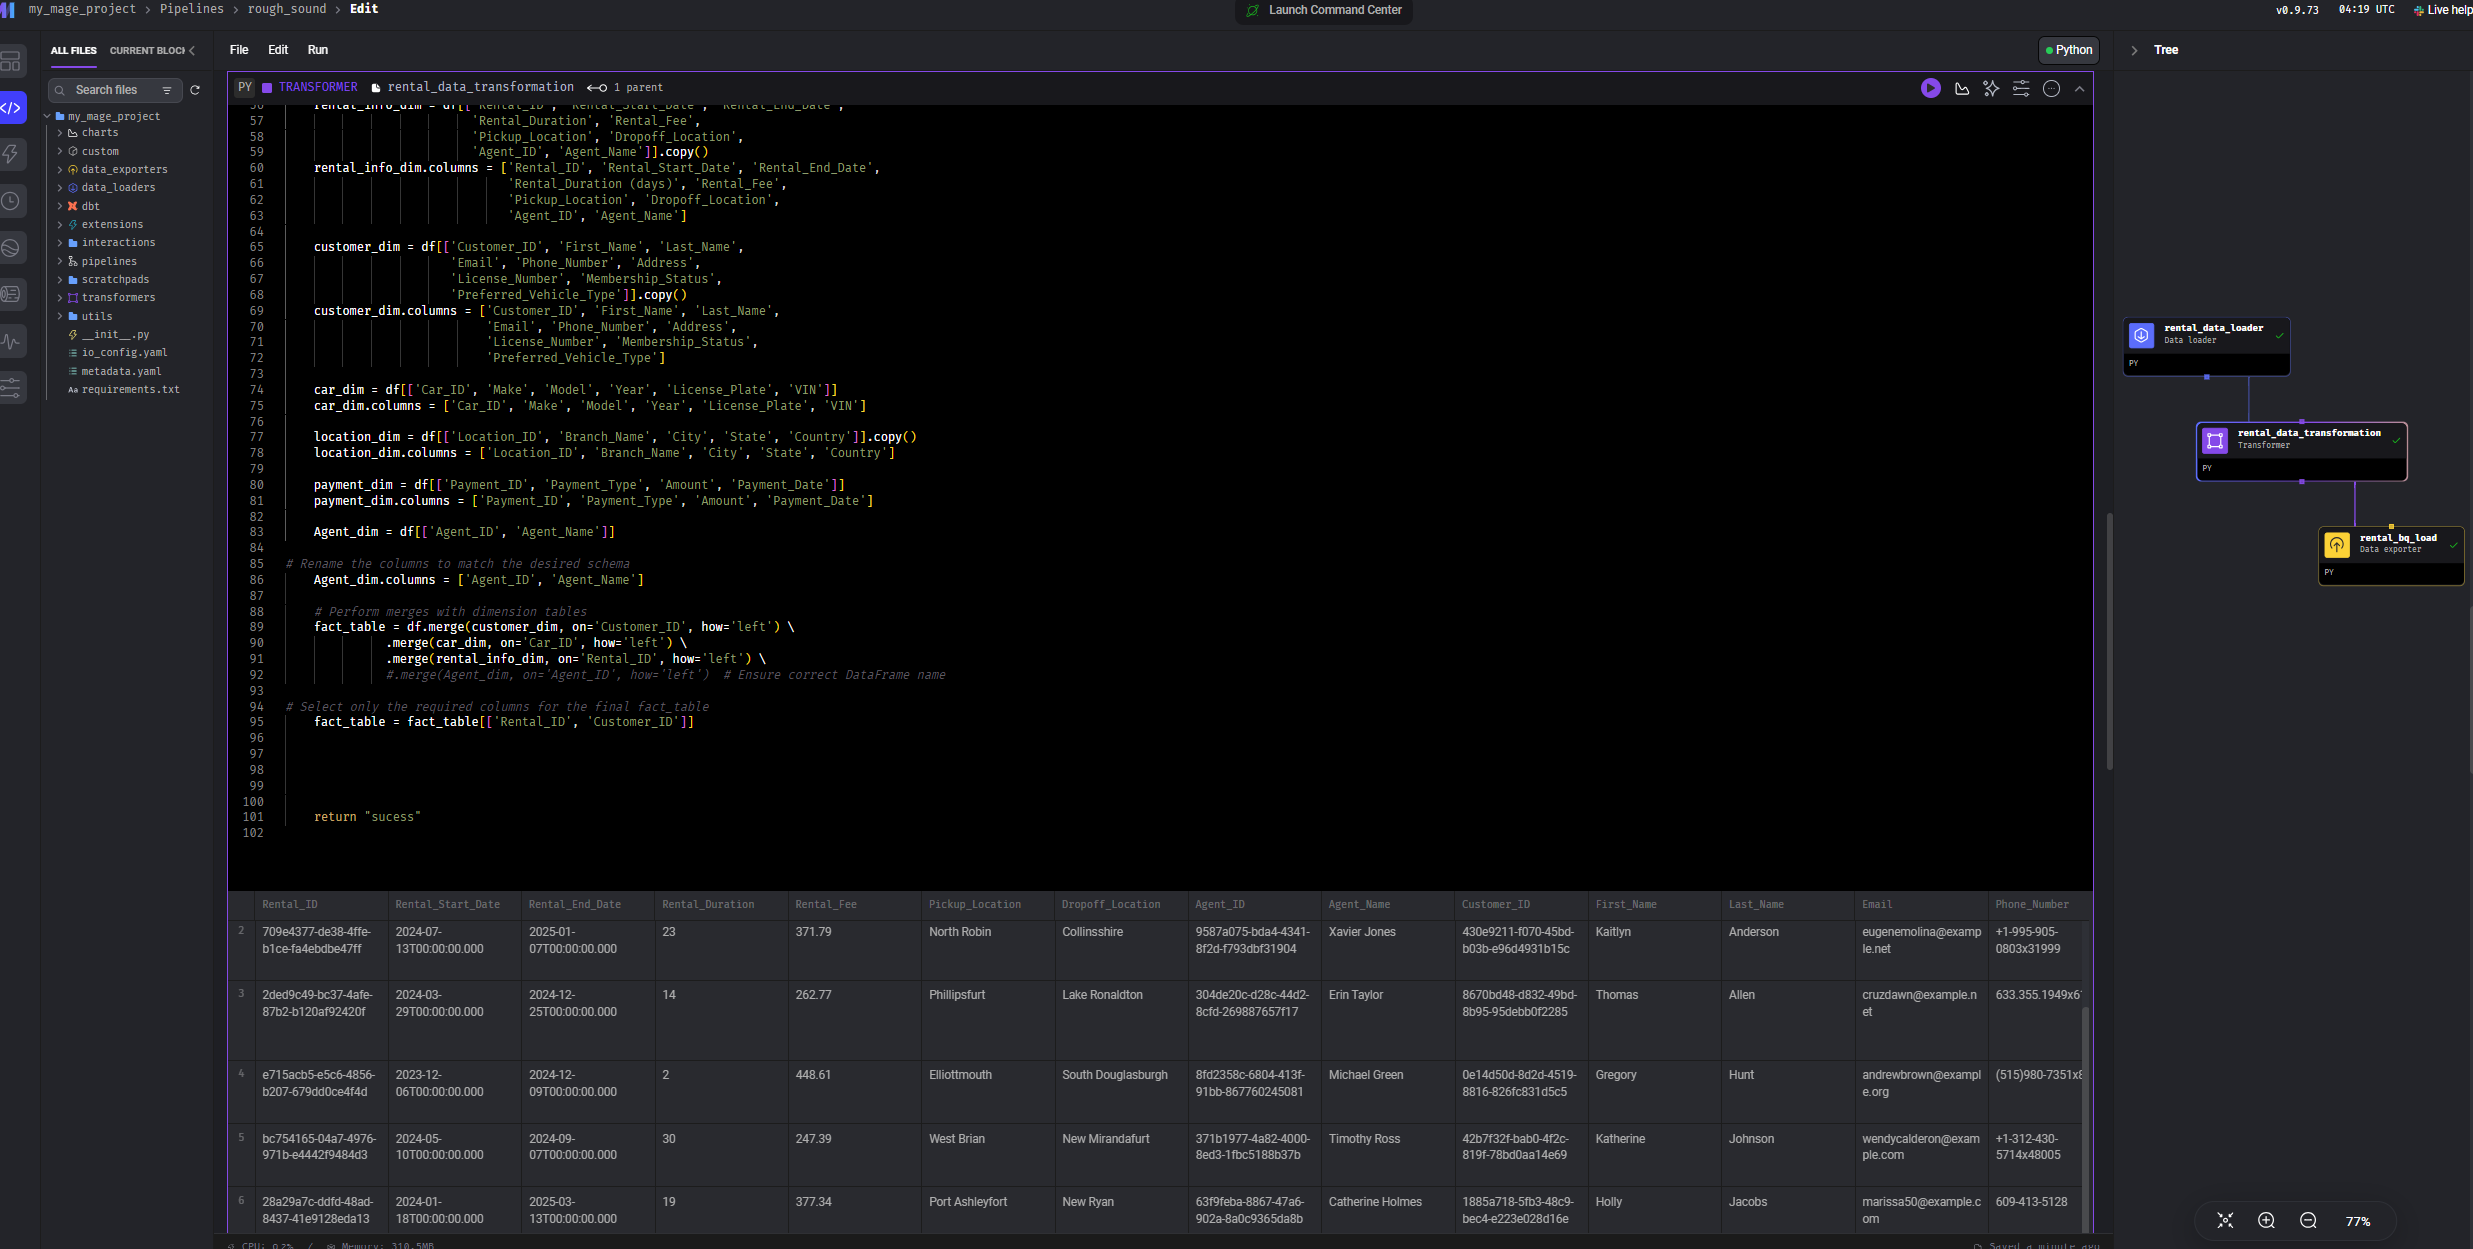 my_mage_project > Pipelines > rough_sound > Edit
Launch Command Center
v0.9.73 04:19 UTC Live help
ALL FILES CURRENT BLOCK
File Edit Run
Python
Tree
Search files
my_mage_project
charts
custom
data_exporters
data_loaders
dbt
extensions
interactions
pipelines
scratchpads
transformers
utils
__init__.py
io_config.yaml
metadata.yaml
requirements.txt
PY TRANSFORMER rental_data_transformation 1 parent
56 rental_info_dim = df[['Rental_ID', 'Rental_Start_Date', 'Rental_End_Date',
57 'Rental_Duration', 'Rental_Fee',
58 'Pickup_Location', 'Dropoff_Location',
59 'Agent_ID', 'Agent_Name']].copy()
60 rental_info_dim.columns = ['Rental_ID', 'Rental_Start_Date', 'Rental_End_Date',
61 'Rental_Duration (days)', 'Rental_Fee',
62 'Pickup_Location', 'Dropoff_Location',
63 'Agent_ID', 'Agent_Name']
64
65 customer_dim = df[['Customer_ID', 'First_Name', 'Last_Name',
66 'Email', 'Phone_Number', 'Address',
67 'License_Number', 'Membership_Status',
68 'Preferred_Vehicle_Type']].copy()
69 customer_dim.columns = ['Customer_ID', 'First_Name', 'Last_Name',
70 'Email', 'Phone_Number', 'Address',
71 'License_Number', 'Membership_Status',
72 'Preferred_Vehicle_Type']
73
74 car_dim = df[['Car_ID', 'Make', 'Model', 'Year', 'License_Plate', 'VIN']]
75 car_dim.columns = ['Car_ID', 'Make', 'Model', 'Year', 'License_Plate', 'VIN']
76
77 location_dim = df[['Location_ID', 'Branch_Name', 'City', 'State', 'Country']].copy()
78 location_dim.columns = ['Location_ID', 'Branch_Name', 'City', 'State', 'Country']
79
80 payment_dim = df[['Payment_ID', 'Payment_Type', 'Amount', 'Payment_Date']]
81 payment_dim.columns = ['Payment_ID', 'Payment_Type', 'Amount', 'Payment_Date']
82
83 Agent_dim = df[['Agent_ID', 'Agent_Name']]
84
85 # Rename the columns to match the desired schema
86 Agent_dim.columns = ['Agent_ID', 'Agent_Name']
87
88 # Perform merges with dimension tables
89 fact_table = df.merge(customer_dim, on='Customer_ID', how='left') \
90 .merge(car_dim, on='Car_ID', how='left') \
91 .merge(rental_info_dim, on='Rental_ID', how='left') \
92 #.merge(Agent_dim, on='Agent_ID', how='left') # Ensure correct DataFrame name
93
94 # Select only the required columns for the final fact_table
95 fact_table = fact_table[['Rental_ID', 'Customer_ID']]
96
97
98
99
100
101 return "sucess"
102
Rental_ID Rental_Start_Date Rental_End_Date Rental_Duration Rental_Fee Pickup_Location Dropoff_Location Agent_ID Agent_Name Customer_ID First_Name Last_Name Email Phone_Number
2 709e4377-de38-4ffe- 2024-07- 2025-01- 23 371.79 North Robin Collinsshire 9587a075-bda4-4341- Xavier Jones 430e9211-f070-45bd- Kaitlyn Anderson eugenemolina@examp +1-995-905-
b1ce-fa4ebdbe47ff 13T00:00:00.000 07T00:00:00.000 8f2d-f793dbf31904 b03b-e96d4931b15c le.net 0803x31999
3 2ded9c49-bc37-4afe- 2024-03- 2024-12- 14 262.77 Phillipsfurt Lake Ronaldton 304de20c-d28c-44d2- Erin Taylor 8670bd48-d832-49bd- Thomas Allen cruzdawn@example.n 633.355.1949x6
87b2-b120af92420f 29T00:00:00.000 25T00:00:00.000 8cfd-269887657f17 8b95-95debb0f2285 et
4 e715acb5-e5c6-4856- 2023-12- 2024-12- 2 448.61 Elliottmouth South Douglasburgh 8fd2358c-6804-413f- Michael Green 0e14d50d-8d2d-4519- Gregory Hunt andrewbrown@exampl (515)980-7351x8
b207-679dd0ce4f4d 06T00:00:00.000 09T00:00:00.000 91bb-867760245081 8816-826fc831d5c5 e.org
5 bc754165-04a7-4976- 2024-05- 2024-09- 30 247.39 West Brian New Mirandafurt 371b1977-4a82-4000- Timothy Ross 42b7f32f-bab0-4f2c- Katherine Johnson wendycalderon@exam +1-312-430-
971b-e4442f9484d3 10T00:00:00.000 07T00:00:00.000 8ed3-1fbc5188b37b 819f-78bd0aa14e69 ple.com 5714x48005
6 28a29a7c-ddfd-48ad- 2024-01- 2025-03- 19 377.34 Port Ashleyfort New Ryan 63f9feba-8867-47a6- Catherine Holmes 1885a718-5fb3-48c9- Holly Jacobs marissa50@example.c 609-413-5128
8437-41e9128eda13 18T00:00:00.000 13T00:00:00.000 902a-8a0c9365da8b bec4-e223e028d16e om
rental_data_loader
Data loader
PY
rental_data_transformation
Transformer
PY
rental_bq_load
Data exporter
PY
77%
CPU: 0.2% / Memory: 310.5MB
Saved a minute ago